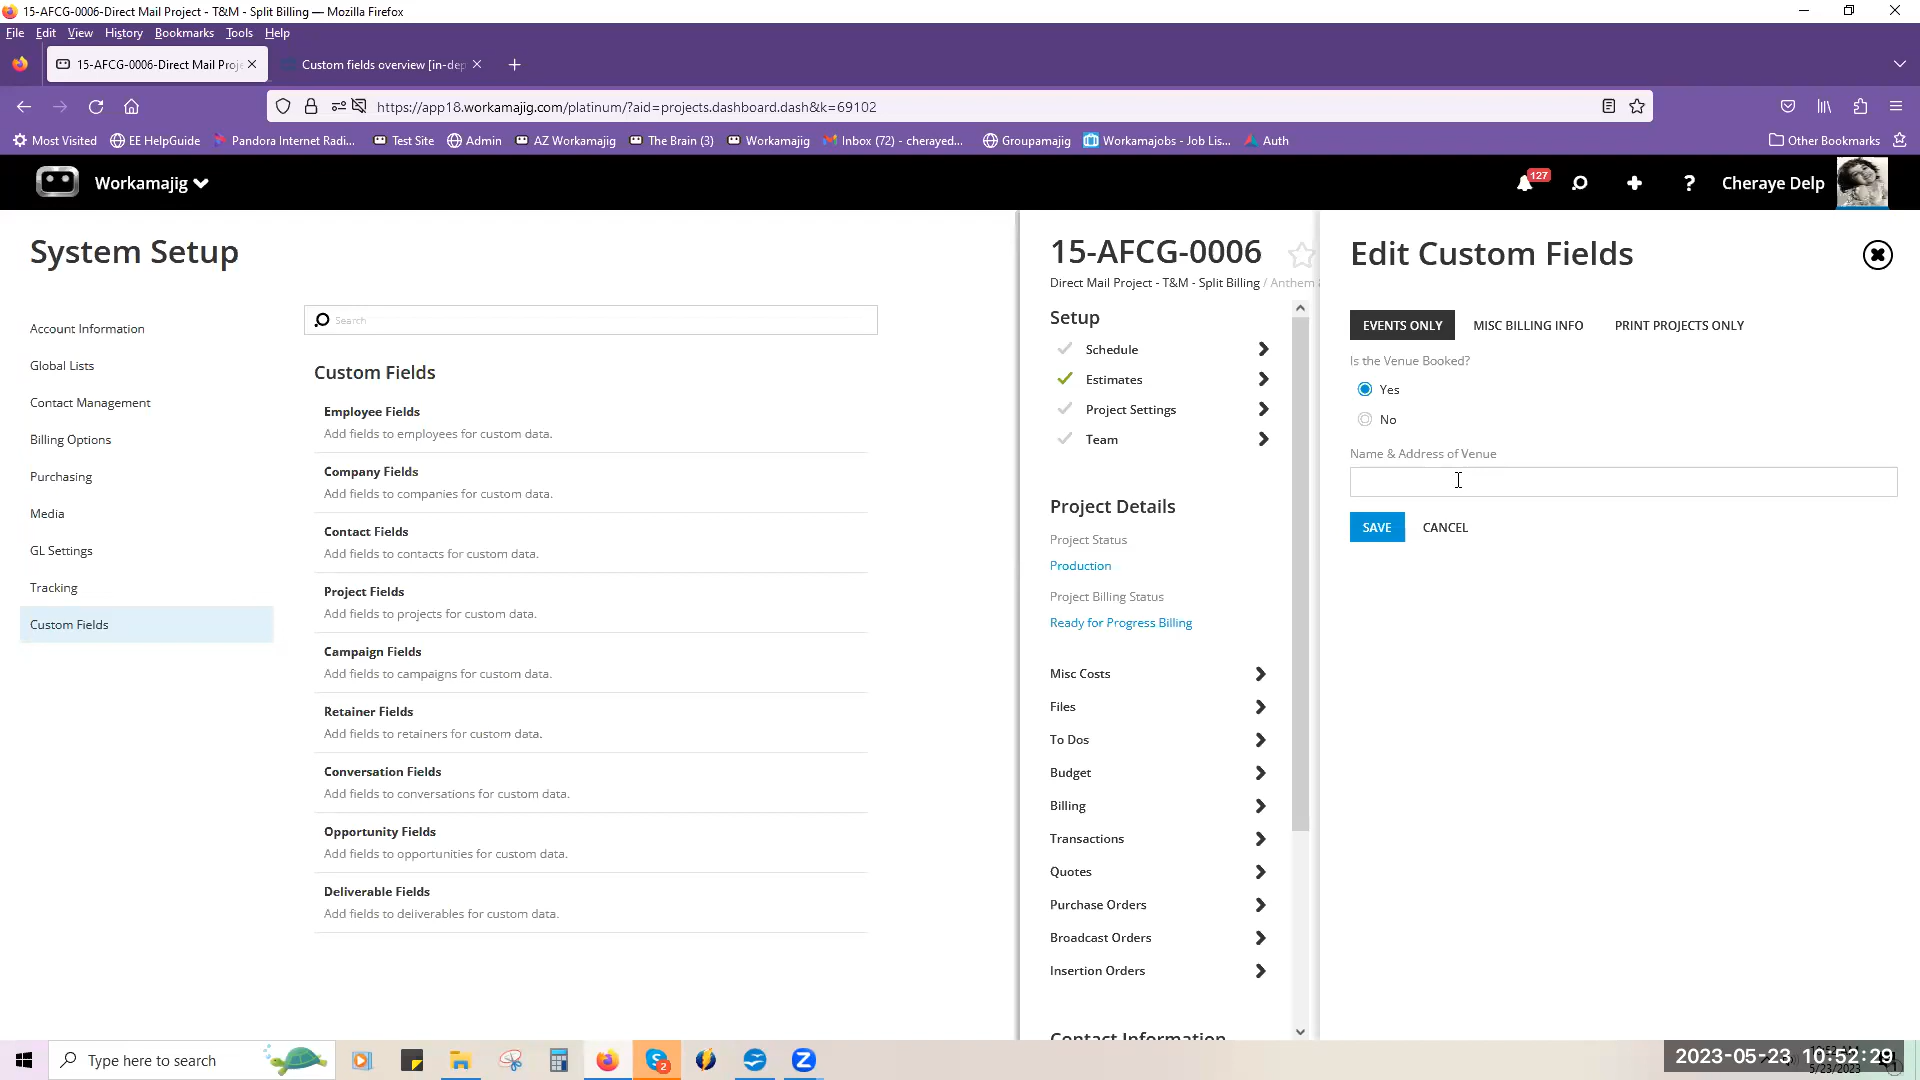 15-AFCG-0006-Direct Mail Project - T&M - Split Billing — Mozilla Firefox
File Edit View History Bookmarks Tools Help
15-AFCG-0006-Direct Mail Proje
Custom fields overview [in-dep
https://app18.workamajig.com/platinum/?aid=projects.dashboard.dash&k=69102
Most Visited
EE HelpGuide
Pandora Internet Radi...
Test Site
Admin
AZ Workamajig
The Brain (3)
Workamajig
Inbox (72) - cherayed...
Groupamajig
Workamajobs - Job Lis...
Auth
Other Bookmarks
Workamajig
127
?
Cheraye Delp
System Setup
Account Information
Global Lists
Contact Management
Billing Options
Purchasing
Media
GL Settings
Tracking
Custom Fields
Search
Custom Fields
Employee Fields
Add fields to employees for custom data.
Company Fields
Add fields to companies for custom data.
Contact Fields
Add fields to contacts for custom data.
Project Fields
Add fields to projects for custom data.
Campaign Fields
Add fields to campaigns for custom data.
Retainer Fields
Add fields to retainers for custom data.
Conversation Fields
Add fields to conversations for custom data.
Opportunity Fields
Add fields to opportunities for custom data.
Deliverable Fields
Add fields to deliverables for custom data.
15-AFCG-0006
Direct Mail Project - T&M - Split Billing / Anthem
Setup
Schedule
Estimates
Project Settings
Team
Project Details
Project Status
Production
Project Billing Status
Ready for Progress Billing
Misc Costs
Files
To Dos
Budget
Billing
Transactions
Quotes
Purchase Orders
Broadcast Orders
Insertion Orders
Contact Information
Edit Custom Fields
EVENTS ONLY
MISC BILLING INFO
PRINT PROJECTS ONLY
Is the Venue Booked?
Yes
No
Name & Address of Venue
SAVE
CANCEL
Type here to search
2
2023-05-23 10:52:29
5/23/2023